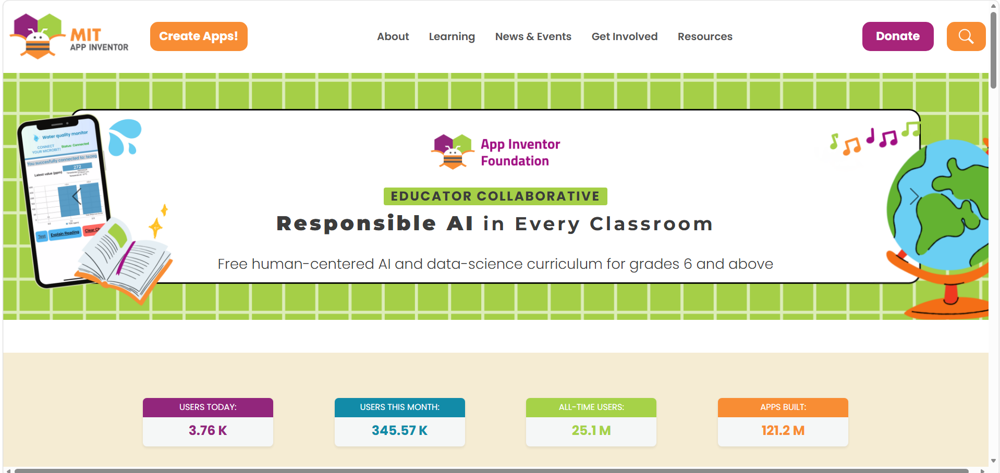 MIT
APP INVENTOR
Create Apps!
About
Learning
News & Events
Get Involved
Resources
Donate
Water quality monitor
CONNECT
YOUR MICROBIT!
Status: Connected
You succesfully connected to: tezeg
272
Latest value (ppm)
Test
Explain Reading
Clear Ch
App Inventor
Foundation
EDUCATOR COLLABORATIVE
Responsible AI in Every Classroom
Free human-centered AI and data-science curriculum for grades 6 and above
USERS TODAY:
3.76 K
USERS THIS MONTH:
345.57 K
ALL-TIME USERS:
25.1 M
APPS BUILT:
121.2 M